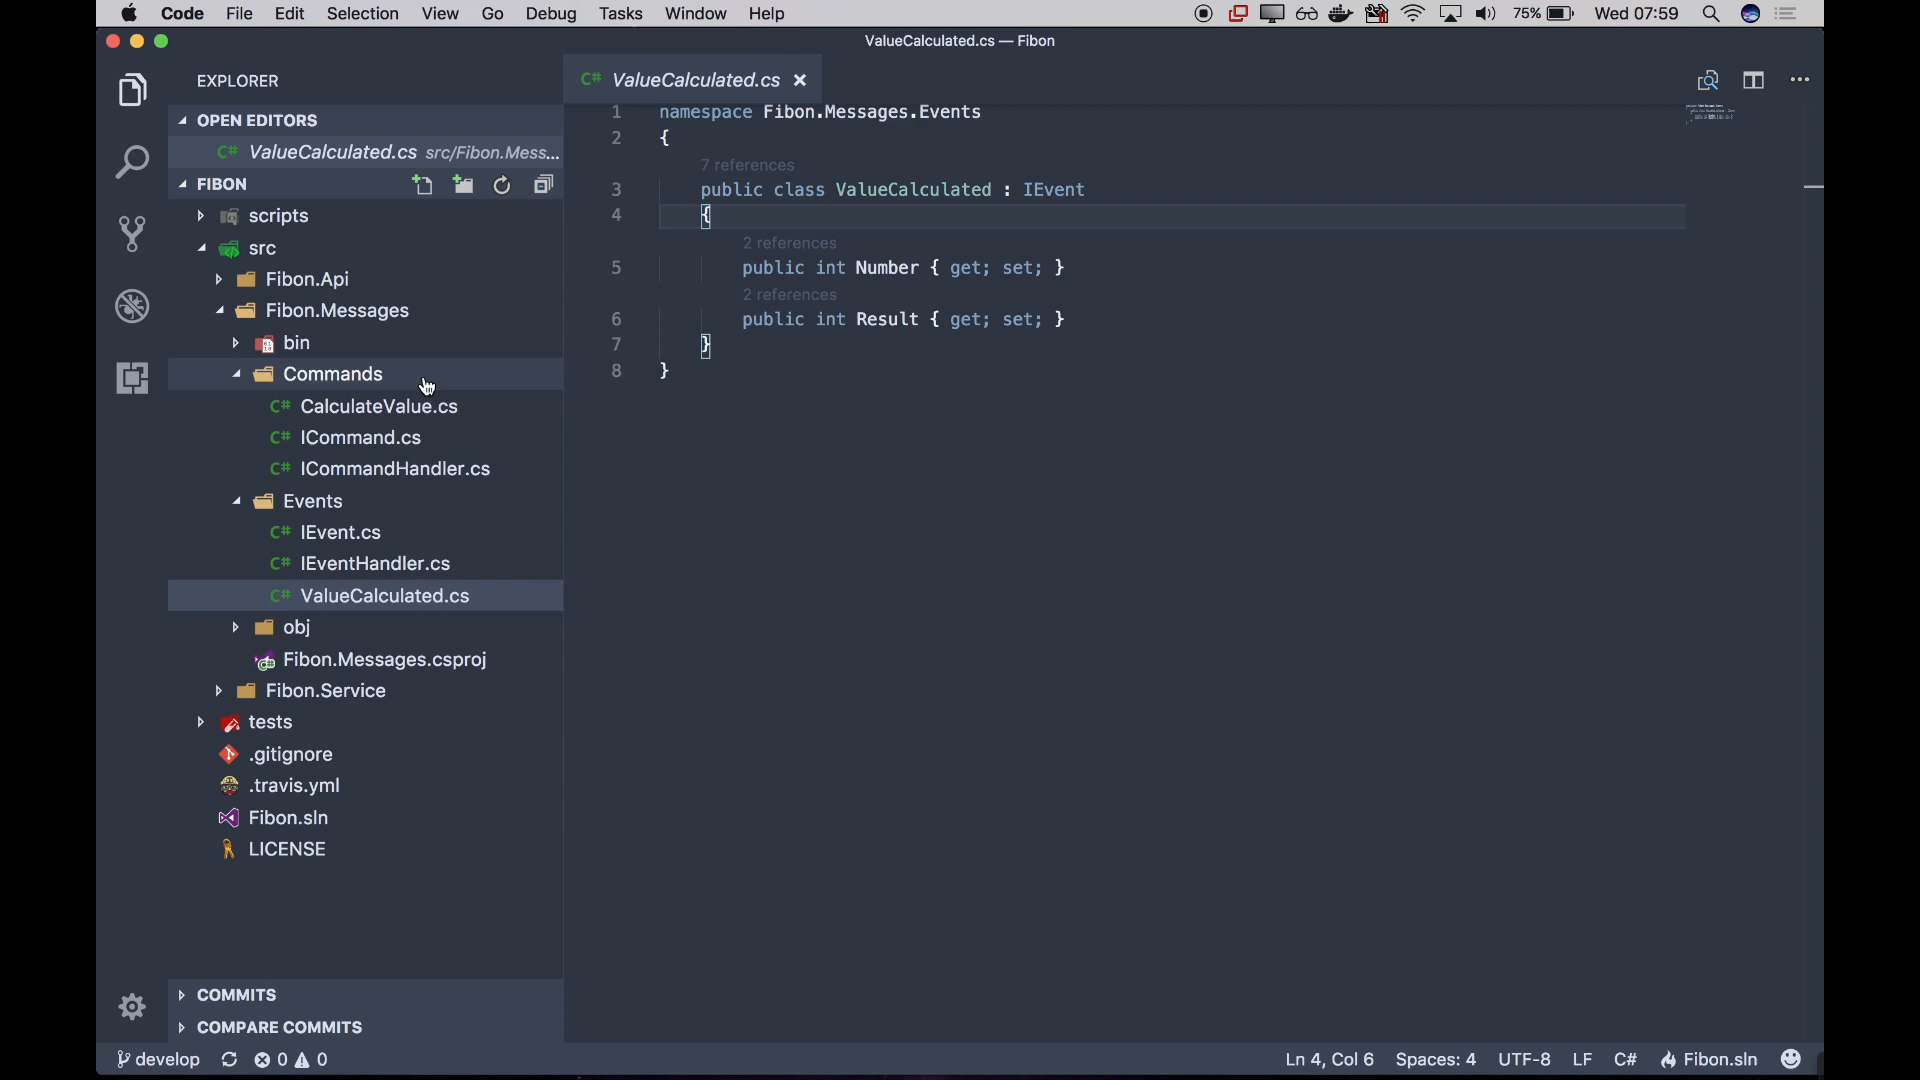 Code File Edit Selection View Go Debug Tasks Window Help 75% Wed 07:59
ValueCalculated.cs — Fibon
EXPLORER
OPEN EDITORS
C# ValueCalculated.cs src/Fibon.Mess...
FIBON
scripts
src
Fibon.Api
Fibon.Messages
bin
Commands
C# CalculateValue.cs
C# ICommand.cs
C# ICommandHandler.cs
Events
C# IEvent.cs
C# IEventHandler.cs
C# ValueCalculated.cs
obj
Fibon.Messages.csproj
Fibon.Service
tests
.gitignore
.travis.yml
Fibon.sln
LICENSE
COMMITS
COMPARE COMMITS
C# ValueCalculated.cs
1 namespace Fibon.Messages.Events
2 {
7 references
3 public class ValueCalculated : IEvent
4 {
2 references
5 public int Number { get; set; }
2 references
6 public int Result { get; set; }
7 }
8 }
develop 0 0 Ln 4, Col 6 Spaces: 4 UTF-8 LF C# Fibon.sln